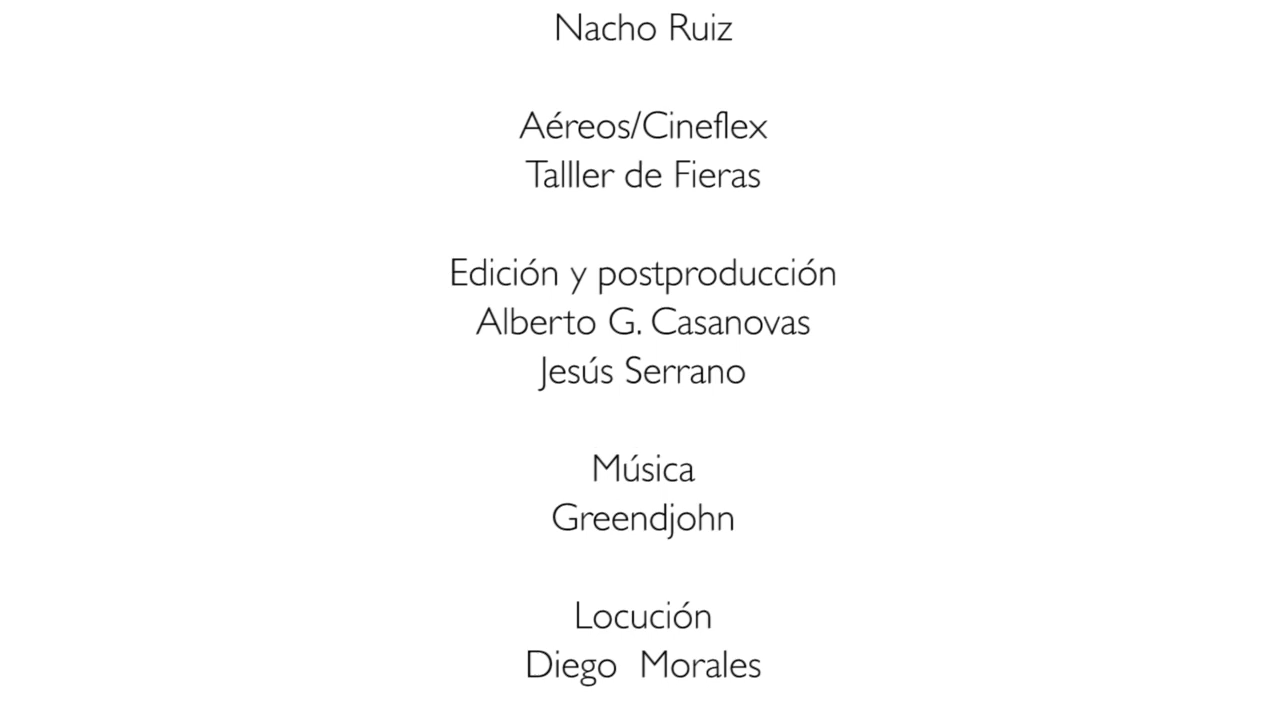 Nacho Ruiz
Aéreos/Cineflex
Talller de Fieras
Edición y postproducción
Alberto G. Casanovas
Jesús Serrano
Música
Greendjohn
Locución
Diego  Morales